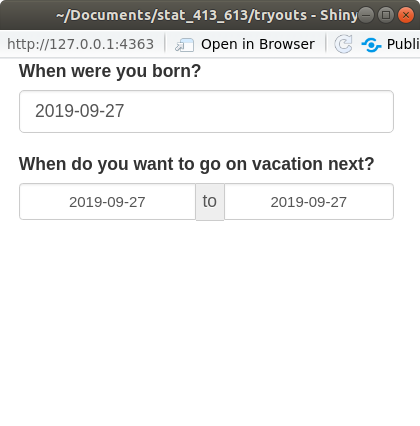 ~/Documents/stat_413_613/tryouts - Shiny
http://127.0.0.1:4363 Open in Browser Publi
When were you born?
2019-09-27
When do you want to go on vacation next?
2019-09-27 to 2019-09-27